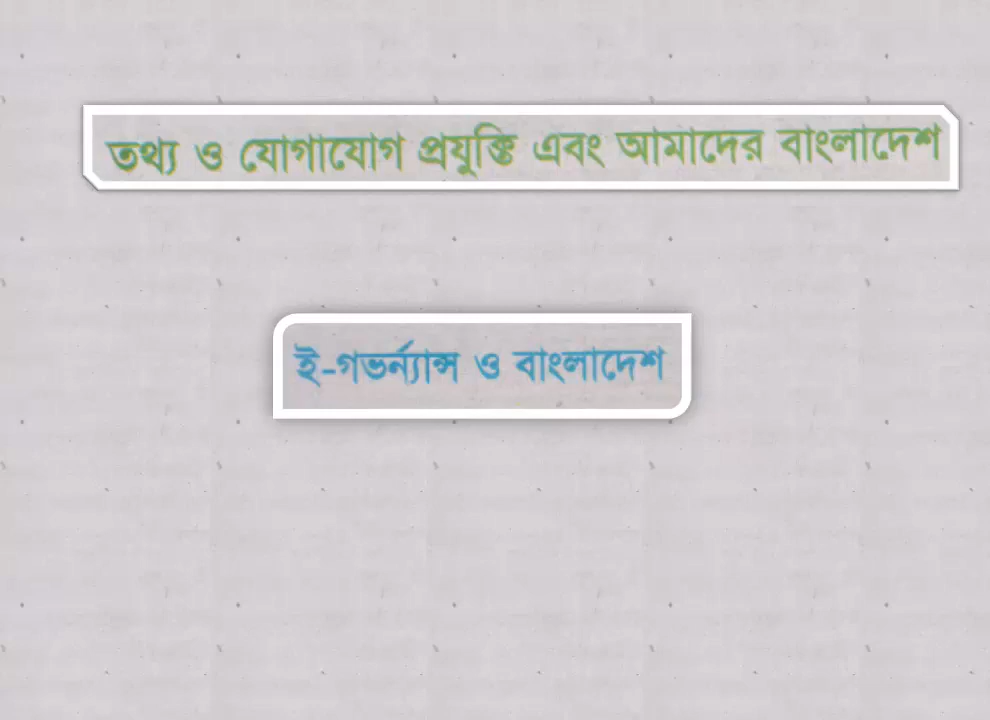 তথ্য ও যোগাযোগ প্রযুক্তি এবং আমাদের বাংলাদেশ
ই-গভর্ন্যান্স ও বাংলাদেশ